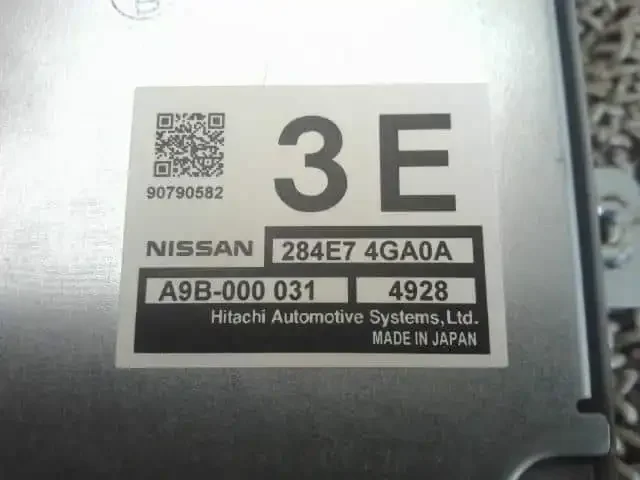 3E
90790582
NISSAN 284E7 4GA0A
A9B-000 031 4928
Hitachi Automotive Systems,Ltd.
MADE IN JAPAN